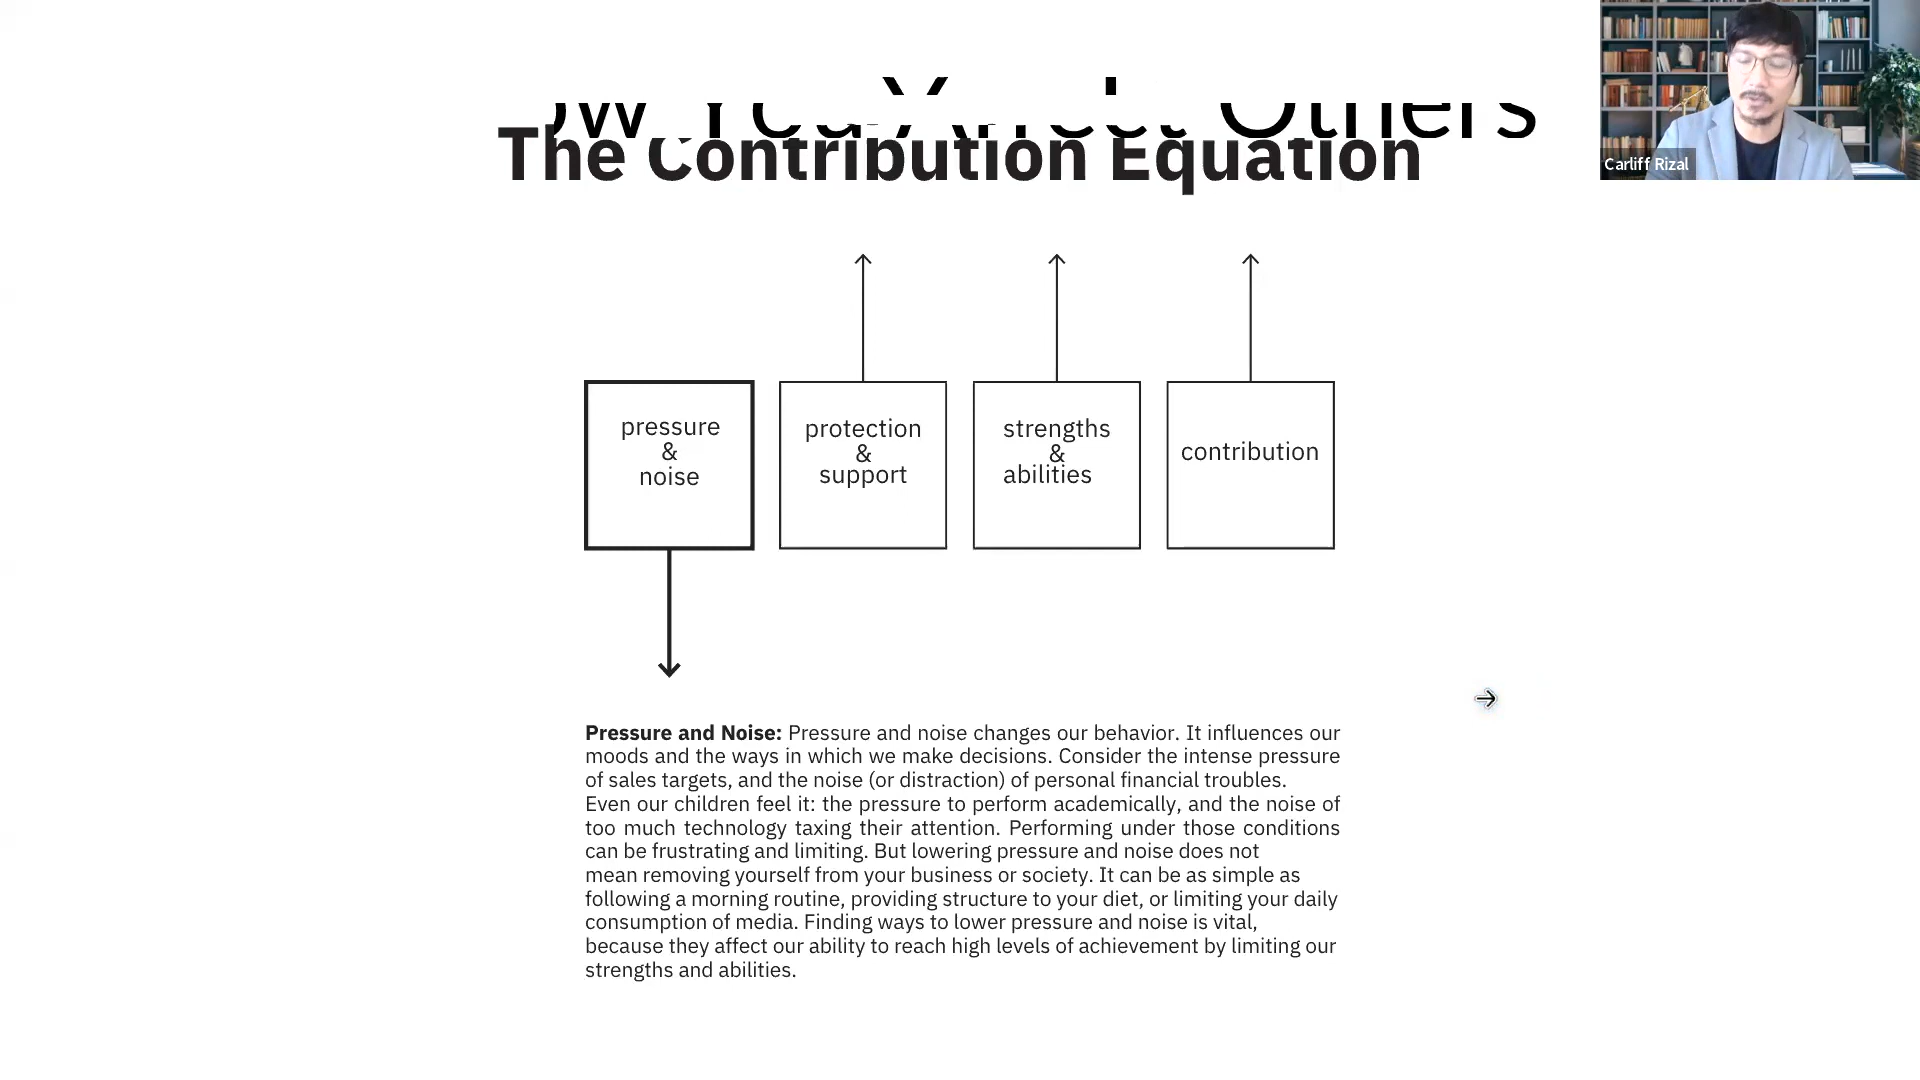 Others
The Contribution Equation
Carliff Rizal
pressure
&
noise
protection
&
support
strengths
&
abilities
contribution
Pressure and Noise: Pressure and noise changes our behavior. It influences our
moods and the ways in which we make decisions. Consider the intense pressure
of sales targets, and the noise (or distraction) of personal financial troubles.
Even our children feel it: the pressure to perform academically, and the noise of
too much technology taxing their attention. Performing under those conditions
can be frustrating and limiting. But lowering pressure and noise does not
mean removing yourself from your business or society. It can be as simple as
following a morning routine, providing structure to your diet, or limiting your daily
consumption of media. Finding ways to lower pressure and noise is vital,
because they affect our ability to reach high levels of achievement by limiting our
strengths and abilities.